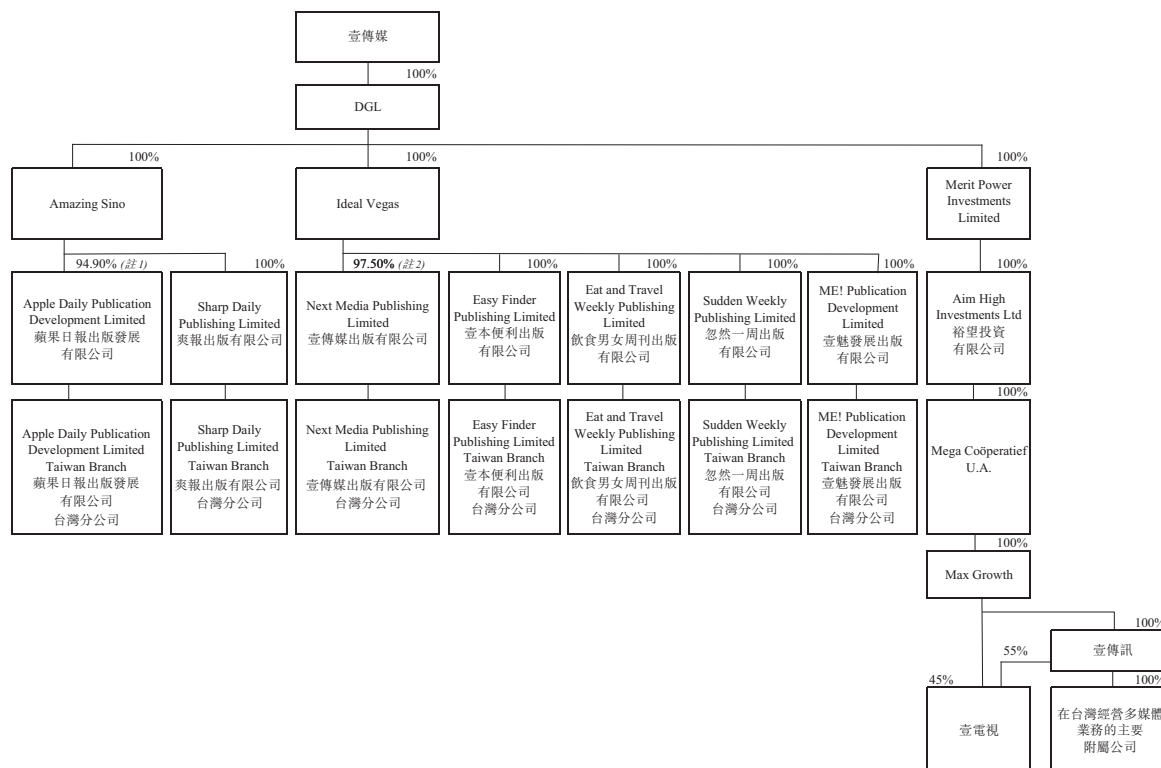 壹傳媒
100%
DGL
100%
100%
100%
Amazing Sino
Ideal Vegas
Merit Power
Investments
Limited
94.90% (註1)
100%
97.50% (註2)
100%
100%
100%
100%
100%
Apple Daily Publication
Development Limited
蘋果日報出版發展
有限公司
Sharp Daily
Publishing Limited
爽報出版有限公司
Next Media Publishing
Limited
壹傳媒出版有限公司
Easy Finder
Publishing Limited
壹本便利出版
有限公司
Eat and Travel
Weekly Publishing
Limited
飲食男女周刊出版
有限公司
Sudden Weekly
Publishing Limited
忽然一周出版
有限公司
ME! Publication
Development
Limited
壹魅發展出版
有限公司
Aim High
Investments Ltd
裕望投資
有限公司
100%
Apple Daily Publication
Development Limited
Taiwan Branch
蘋果日報出版發展
有限公司
台灣分公司
Sharp Daily
Publishing Limited
Taiwan Branch
爽報出版有限公司
台灣分公司
Next Media Publishing
Limited
Taiwan Branch
壹傳媒出版有限公司
台灣分公司
Easy Finder
Publishing Limited
Taiwan Branch
壹本便利出版
有限公司
台灣分公司
Eat and Travel
Weekly Publishing
Limited
Taiwan Branch
飲食男女周刊出版
有限公司
台灣分公司
Sudden Weekly
Publishing Limited
Taiwan Branch
忽然一周出版
有限公司
台灣分公司
ME! Publication
Development
Limited
Taiwan Branch
壹魅發展出版
有限公司
台灣分公司
Mega Coöperatief
U.A.
100%
Max Growth
100%
55%
壹傳訊
45%
100%
壹電視
在台灣經營多媒體
業務的主要
附屬公司